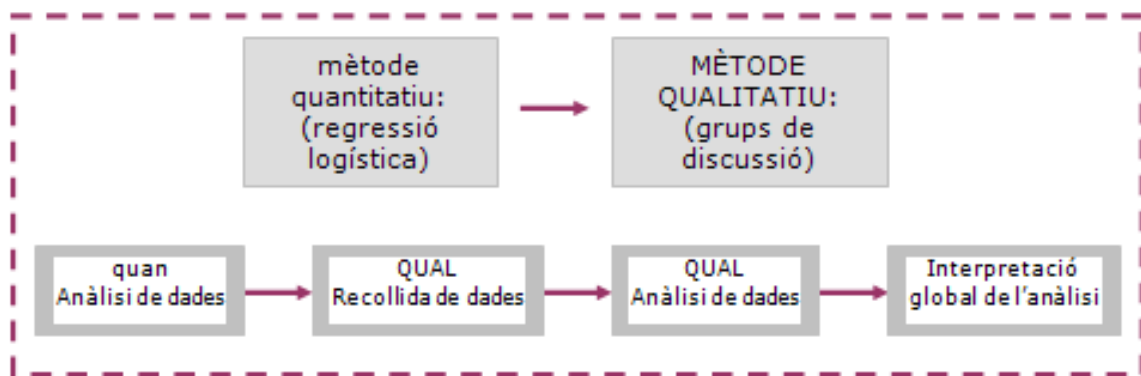 mètode
quantitatiu:
(regressió
logística)
MÈTODE
QUALITATIU:
(grups de
discussió)
quan
Anàlisi de dades
QUAL
Recollida de dades
QUAL
Anàlisi de dades
Interpretació
global de l'anàlisi